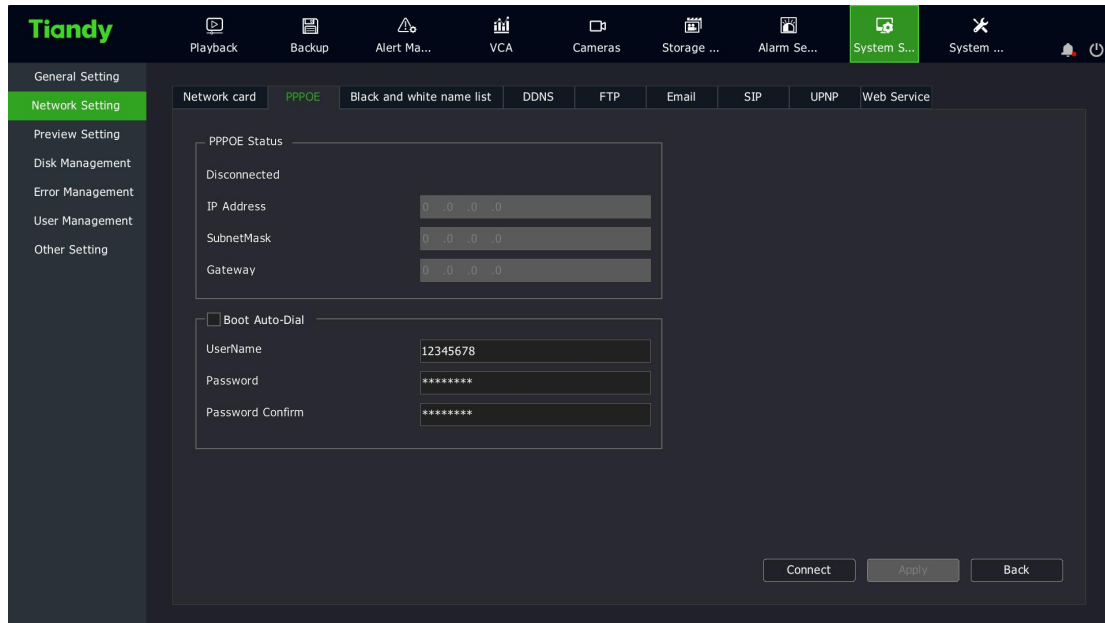 Tiandy
Playback Backup Alert Ma... VCA Cameras Storage ... Alarm Se... System S... System ...
General Setting
Network Setting
Preview Setting
Disk Management
Error Management
User Management
Other Setting
Network card PPPOE Black and white name list DDNS FTP Email SIP UPNP Web Service
PPPOE Status
Disconnected
IP Address 0 .0 .0 .0
SubnetMask 0 .0 .0 .0
Gateway 0 .0 .0 .0
Boot Auto-Dial
UserName 12345678
Password ********
Password Confirm ********
Connect Apply Back